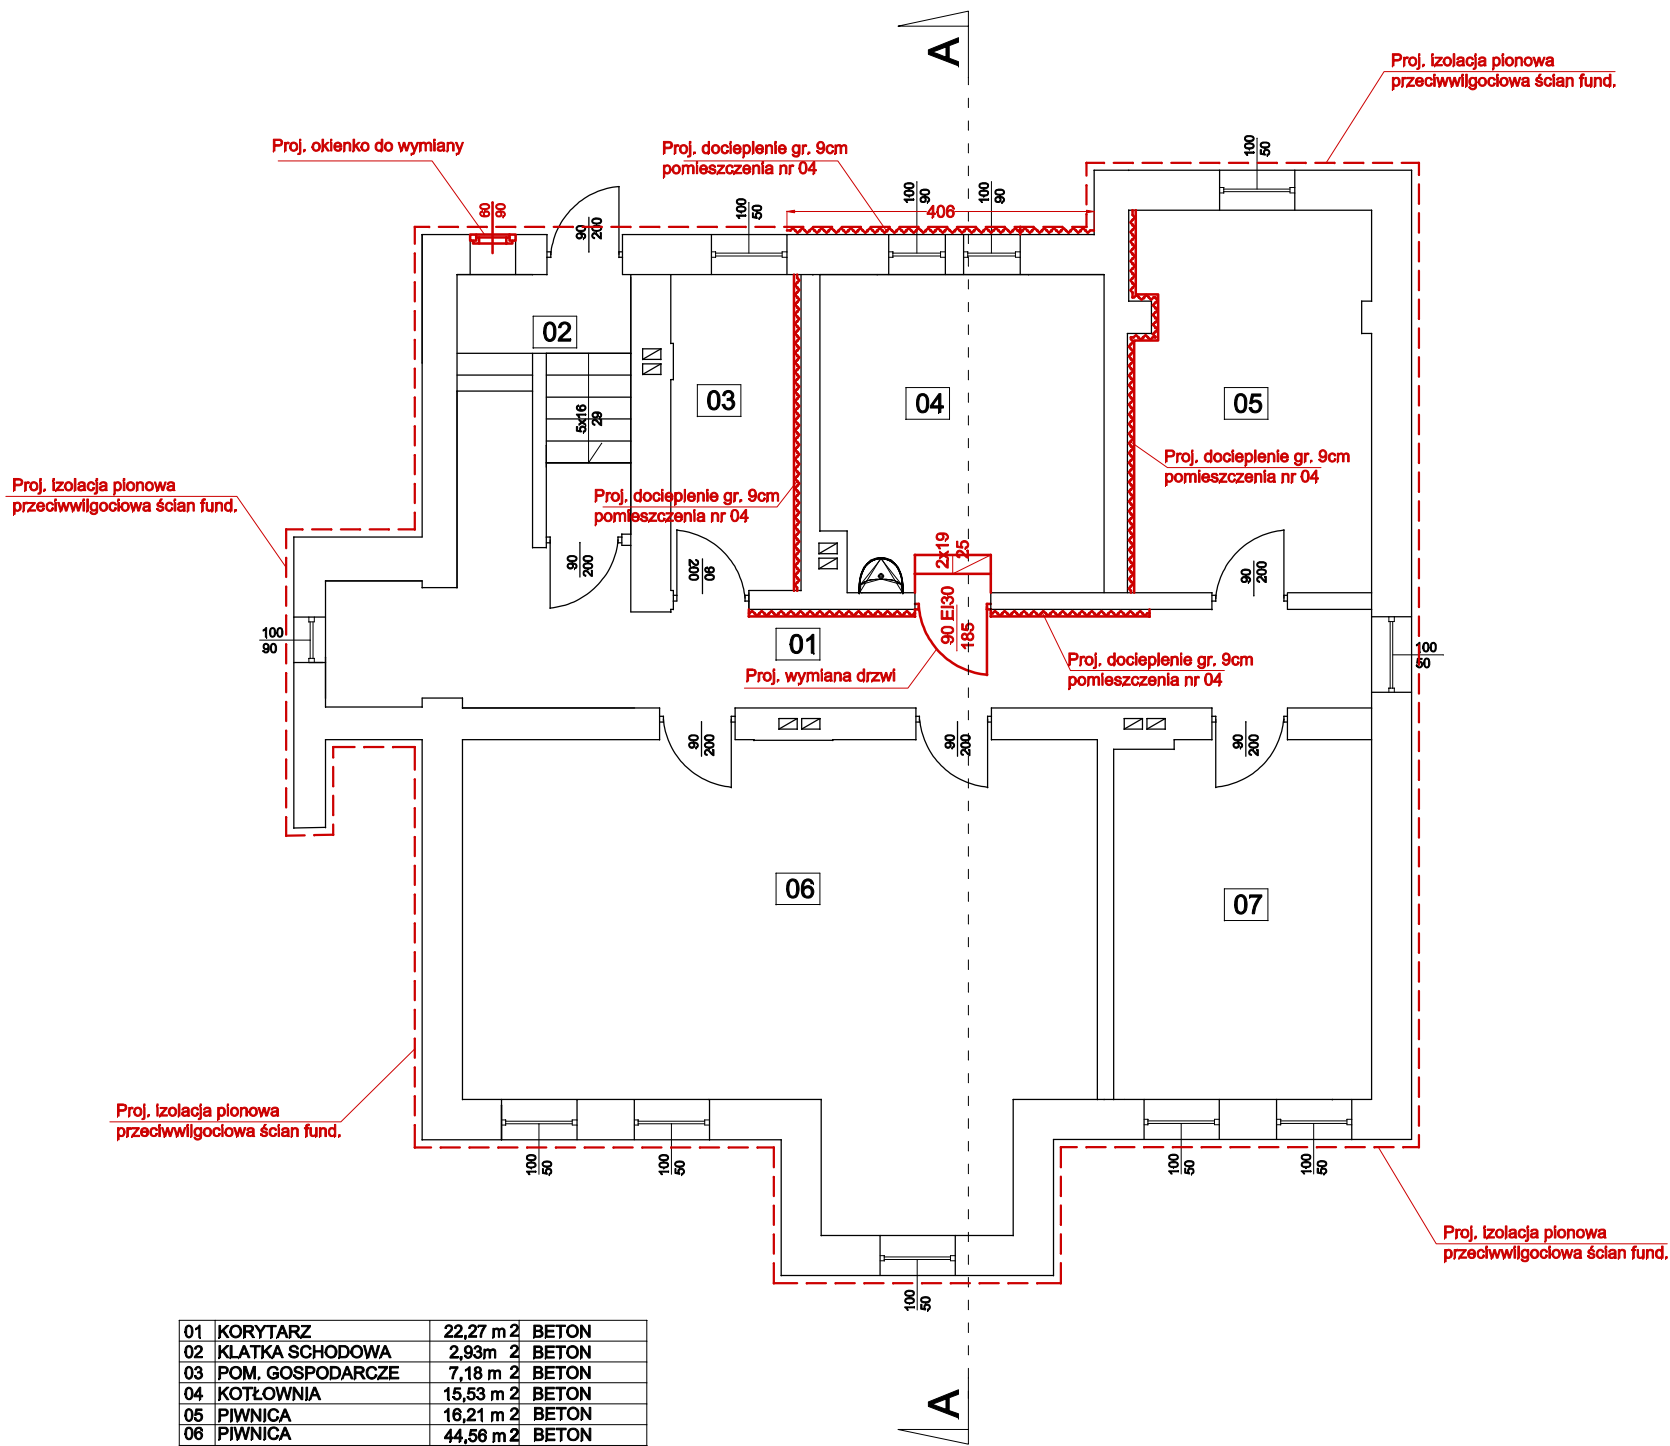 A
Proj. izolacja pionowa
przeciwwilgociowa ścian fund.
Proj. okienko do wymiany
Proj. docieplenie gr. 9cm
pomieszczenia nr 04
100
50
60
90
90
200
100
50
406
100
90
100
90
02
03
04
05
5x16
29
Proj. docieplenie gr. 9cm
pomieszczenia nr 04
Proj. izolacja pionowa
przeciwwilgociowa ścian fund.
Proj. docieplenie gr. 9cm
pomieszczenia nr 04
90
200
90
200
2x19
25
90
200
90 EI30
185
100
90
01
100
50
Proj. docieplenie gr. 9cm
pomieszczenia nr 04
Proj. wymiana drzwi
90
200
90
200
90
200
06
07
Proj. izolacja pionowa
przeciwwilgociowa ścian fund.
100
50
100
50
100
50
100
50
Proj. izolacja pionowa
przeciwwilgociowa ścian fund.
100
50
01 KORYTARZ 22,27 m 2 BETON
02 KLATKA SCHODOWA 2,93m 2 BETON
03 POM. GOSPODARCZE 7,18 m 2 BETON
04 KOTŁOWNIA 15,53 m 2 BETON
05 PIWNICA 16,21 m 2 BETON
06 PIWNICA 44,56 m 2 BETON
A